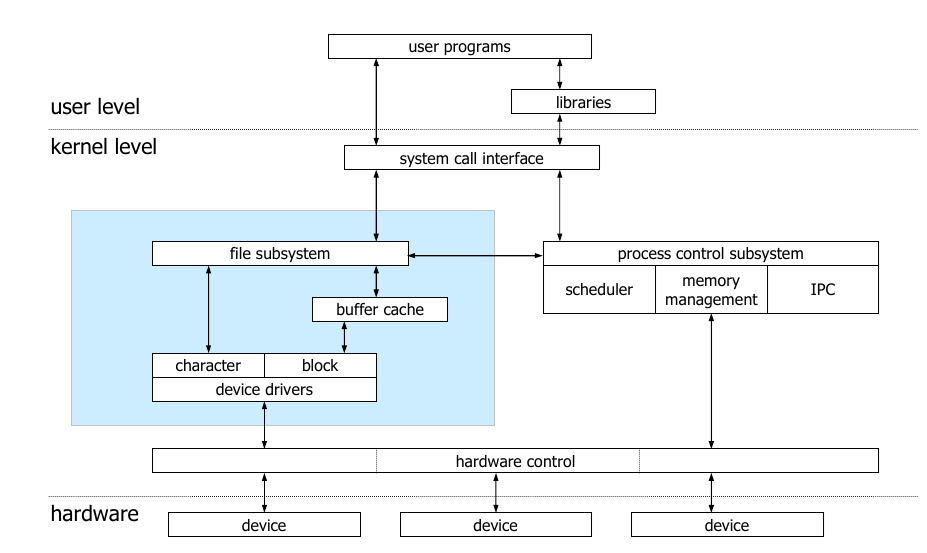 user programs
user level
libraries
kernel level
system call interface
file subsystem
process control subsystem
scheduler
memory
management
IPC
buffer cache
character
block
device drivers
hardware control
hardware
device
device
device